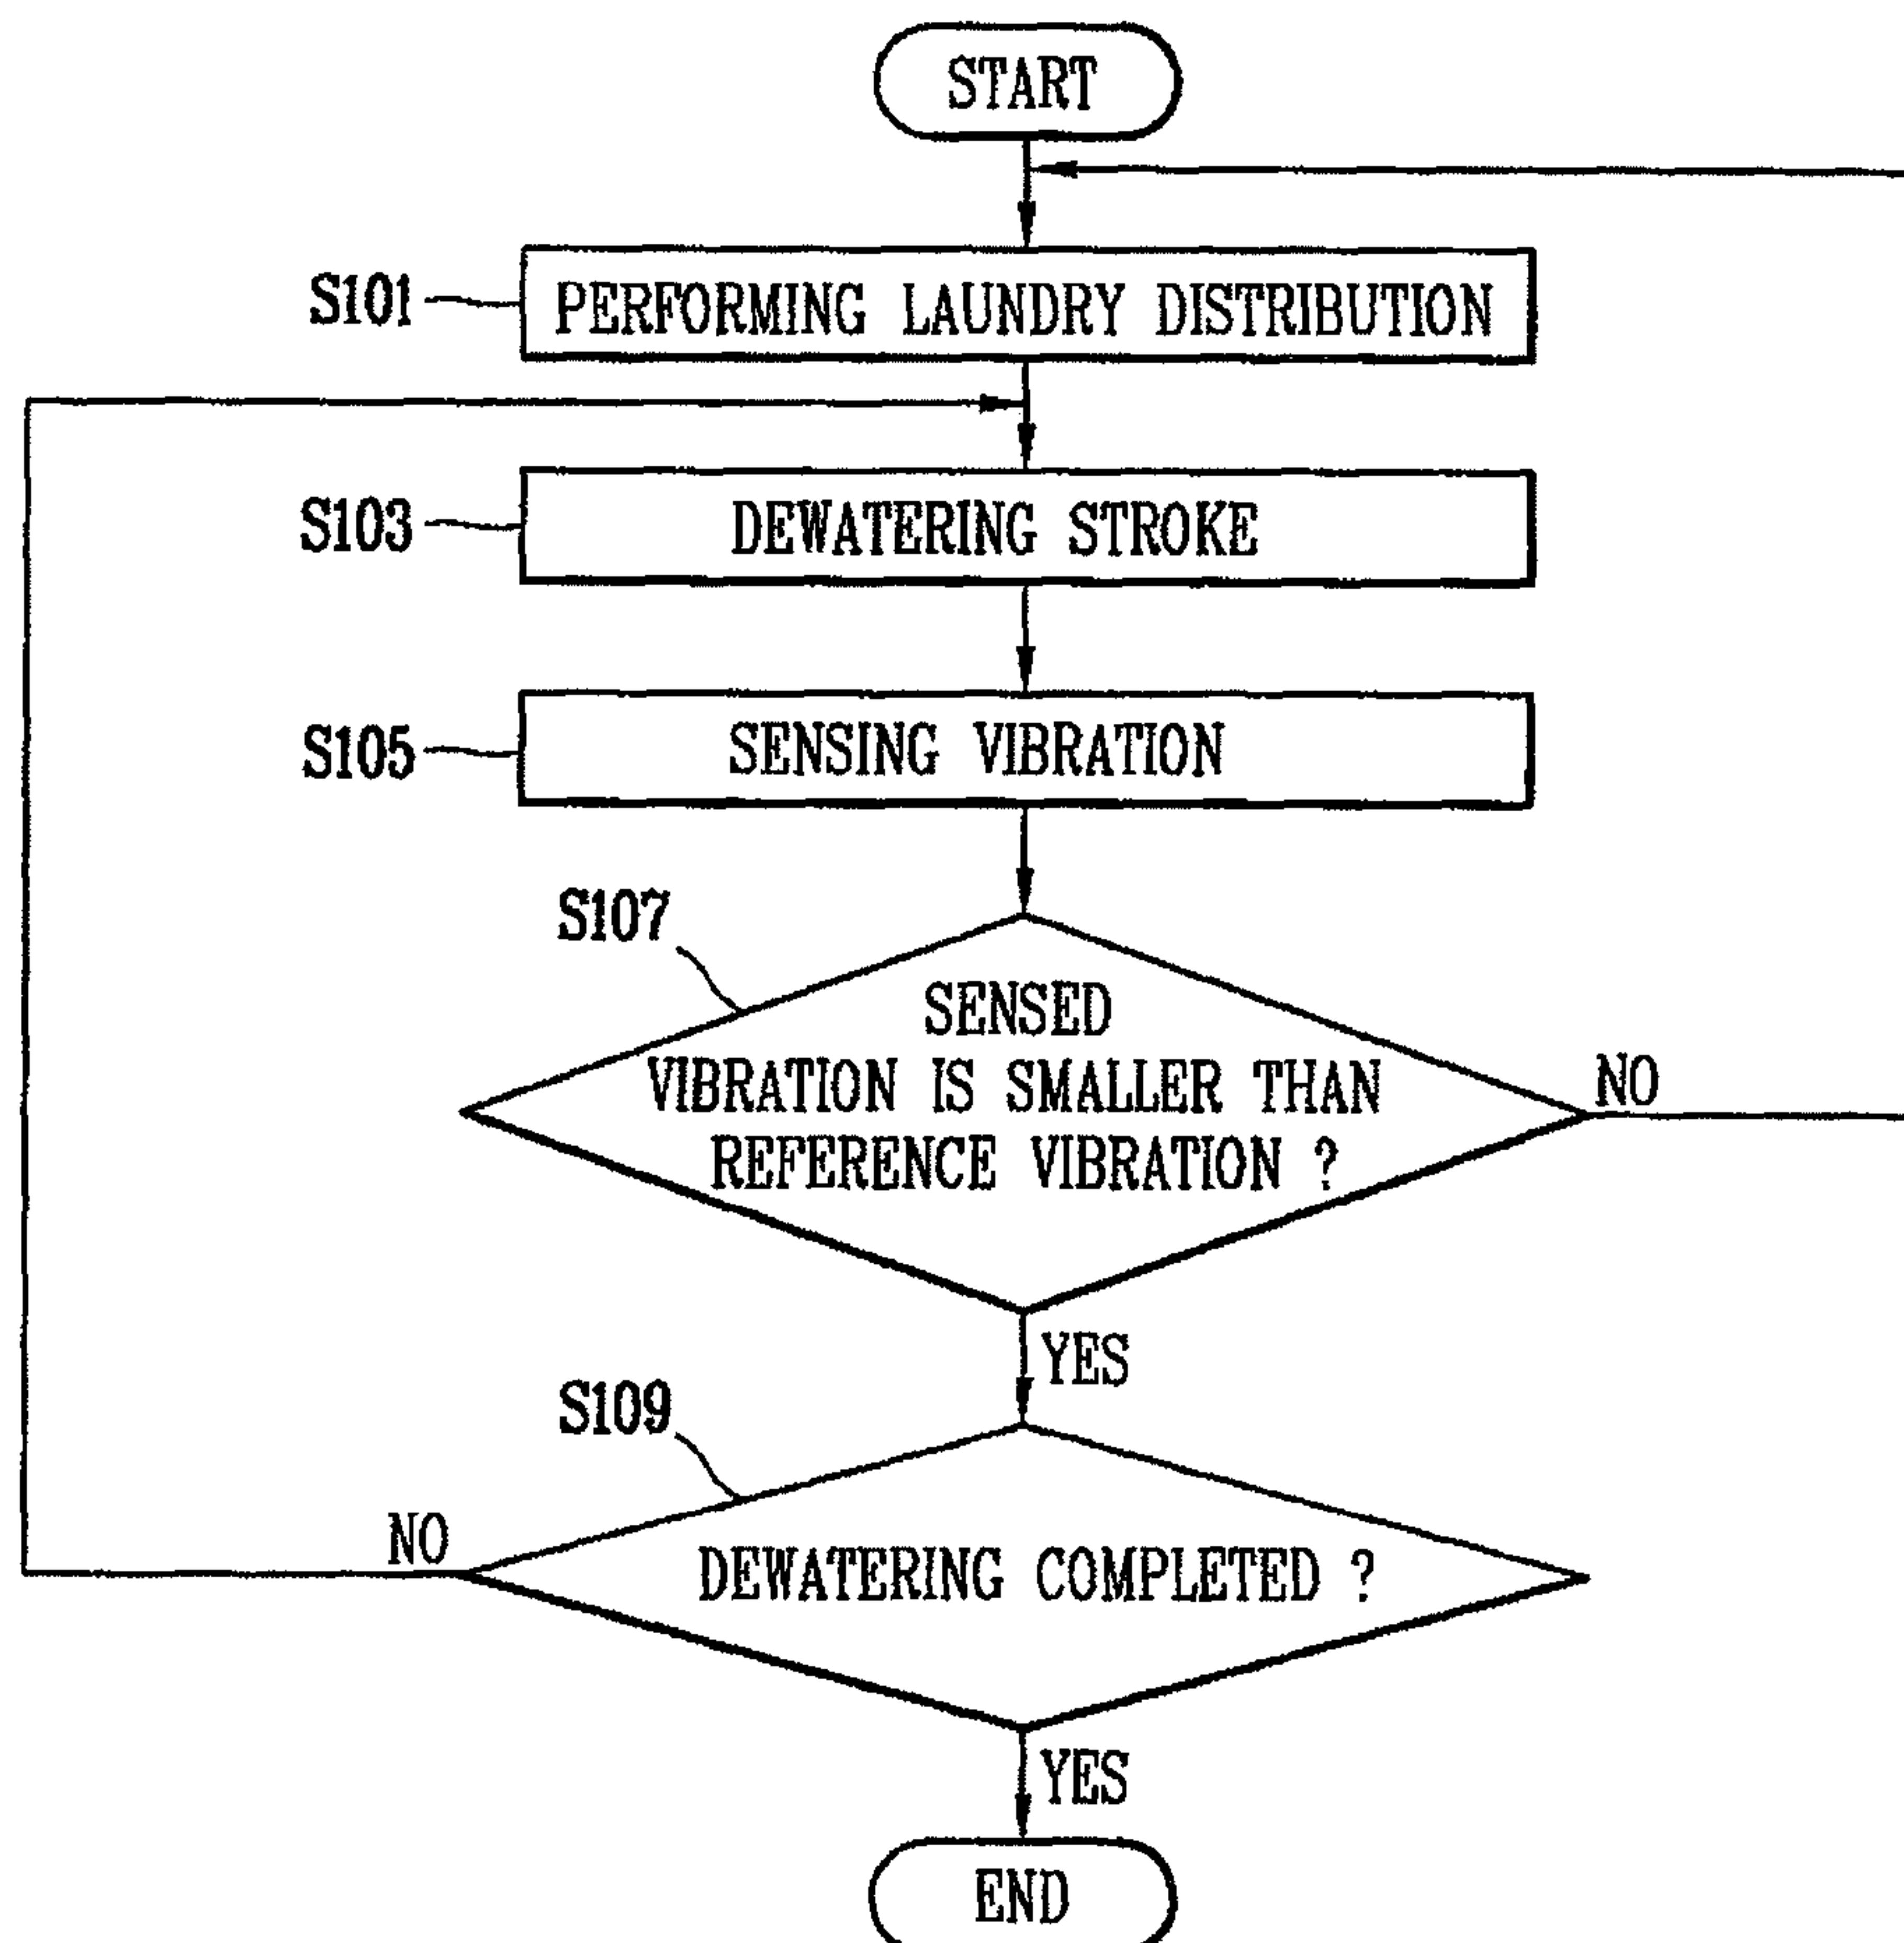 START
S101
PERFORMING LAUNDRY DISTRIBUTION
S103
DEWATERING STROKE
S105
SENSING VIBRATION
S107
SENSED
VIBRATION IS SMALLER THAN
REFERENCE VIBRATION ?
NO
YES
S109
NO
DEWATERING COMPLETED ?
YES
END